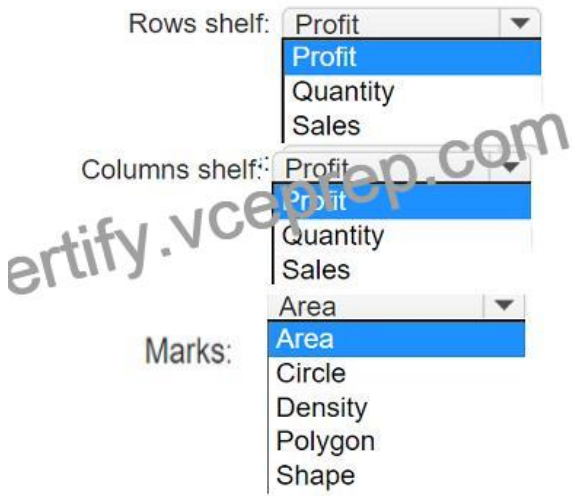 Rows shelf: Profit
Profit
Quantity
Sales
Columns shelf: Profit
Profit
Quantity
Sales
ertify.vceprep.com
Marks: Area
Area
Circle
Density
Polygon
Shape